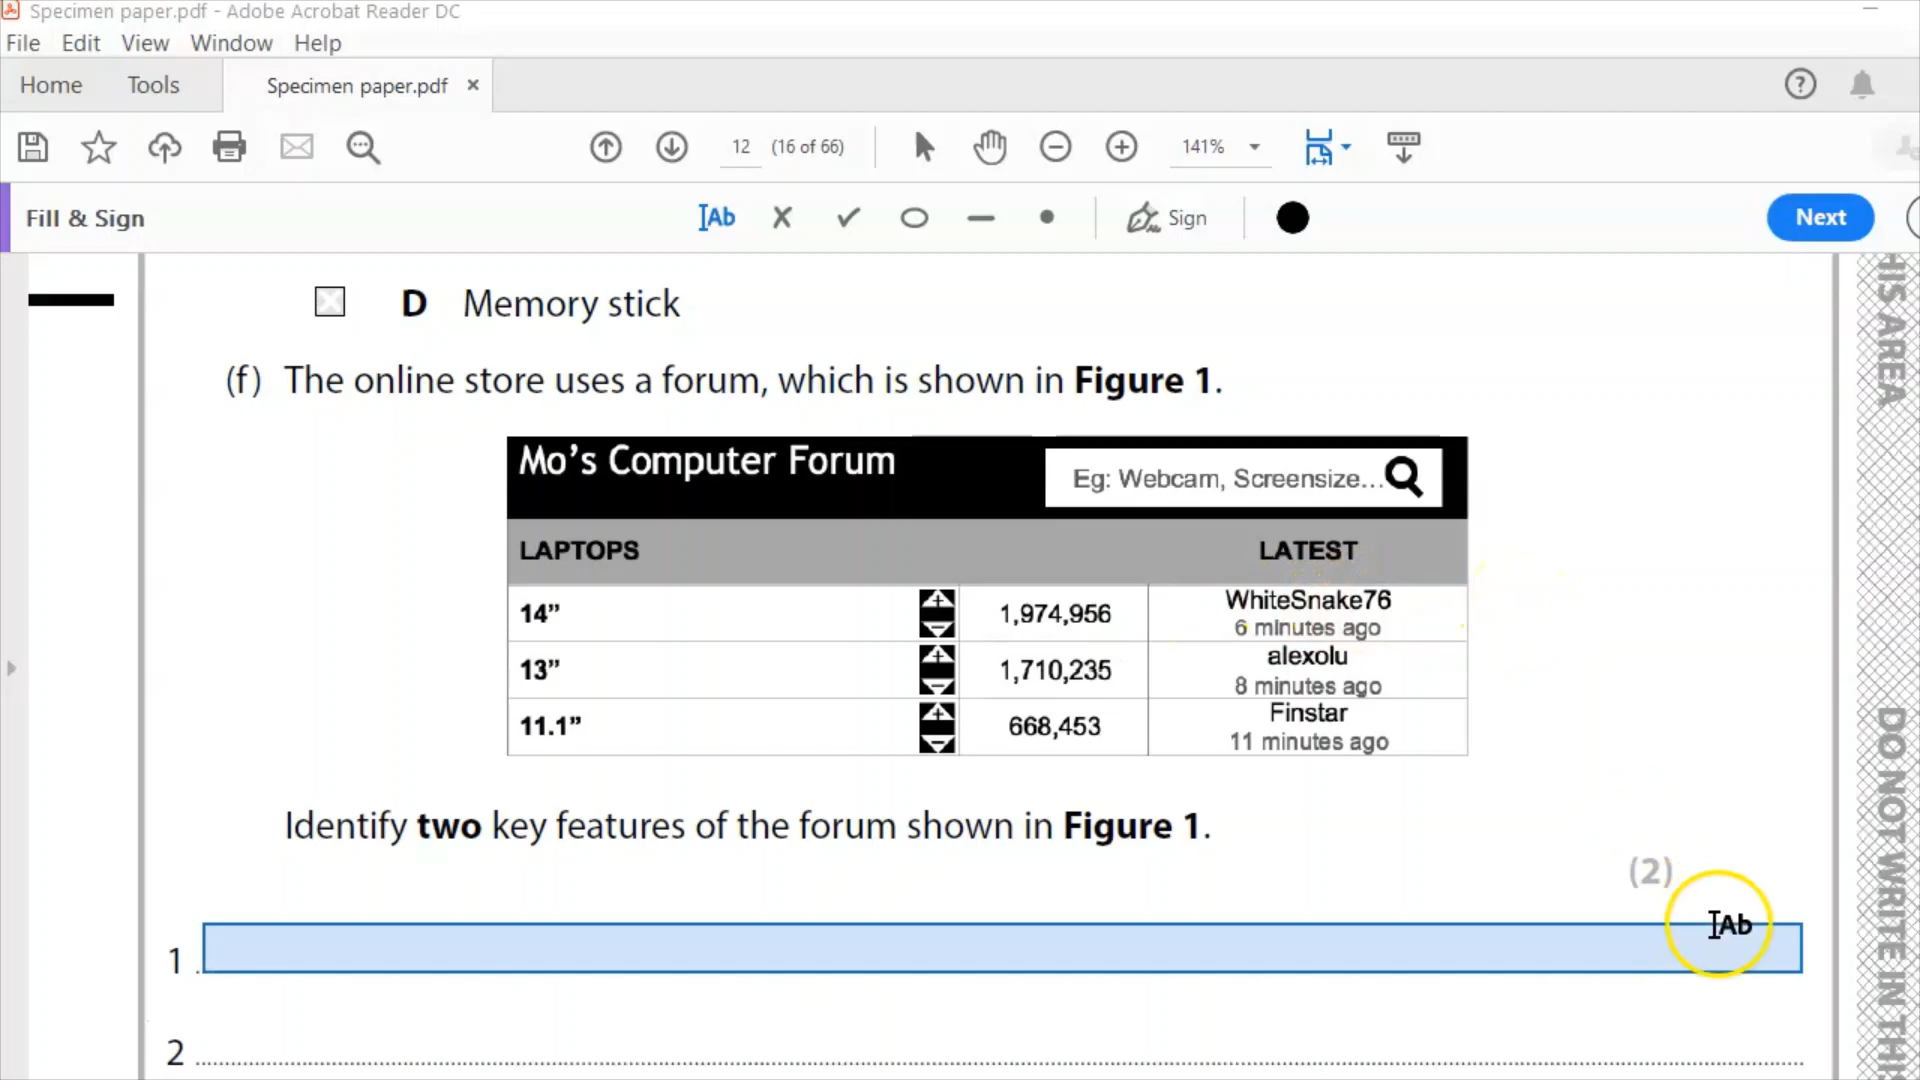 Specimen paper.pdf - Adobe Acrobat Reader DC
File Edit View Window Help
Home Tools Specimen paper.pdf ×
12 (16 of 66) 141%
Fill & Sign Ab Sign Next
D Memory stick
(f) The online store uses a forum, which is shown in Figure 1.
Mo's Computer Forum
Eg: Webcam, Screensize...
LAPTOPS LATEST
14” 1,974,956 WhiteSnake76
6 minutes ago
13” 1,710,235 alexolu
8 minutes ago
11.1” 668,453 Finstar
11 minutes ago
Identify two key features of the forum shown in Figure 1.
(2)
Ab
1
2
HIS AREA
DO NOT WRITE IN THI